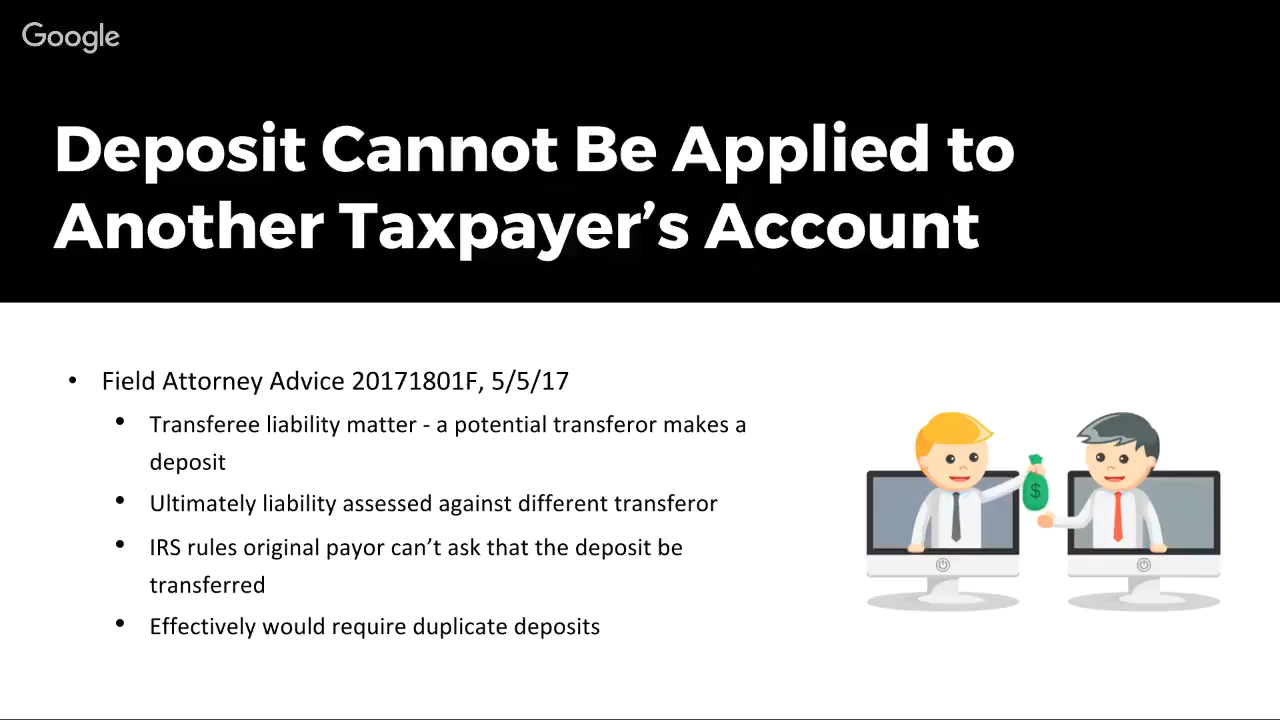 Google
Deposit Cannot Be Applied to
Another Taxpayer’s Account
• Field Attorney Advice 20171801F, 5/5/17
• Transferee liability matter - a potential transferor makes a
deposit
• Ultimately liability assessed against different transferor
• IRS rules original payor can’t ask that the deposit be
transferred
• Effectively would require duplicate deposits
$